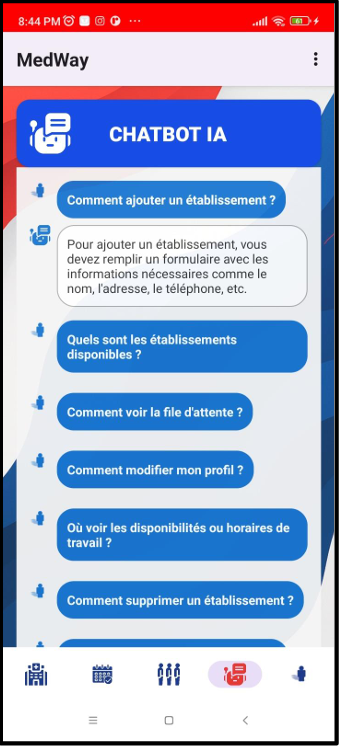 8:44 PM
61
MedWay
CHATBOT IA
Comment ajouter un établissement ?
Pour ajouter un établissement, vous
devez remplir un formulaire avec les
informations nécessaires comme le
nom, l'adresse, le téléphone, etc.
Quels sont les établissements
disponibles ?
Comment voir la file d'attente ?
Comment modifier mon profil ?
Où voir les disponibilités ou horaires de
travail ?
Comment supprimer un établissement ?